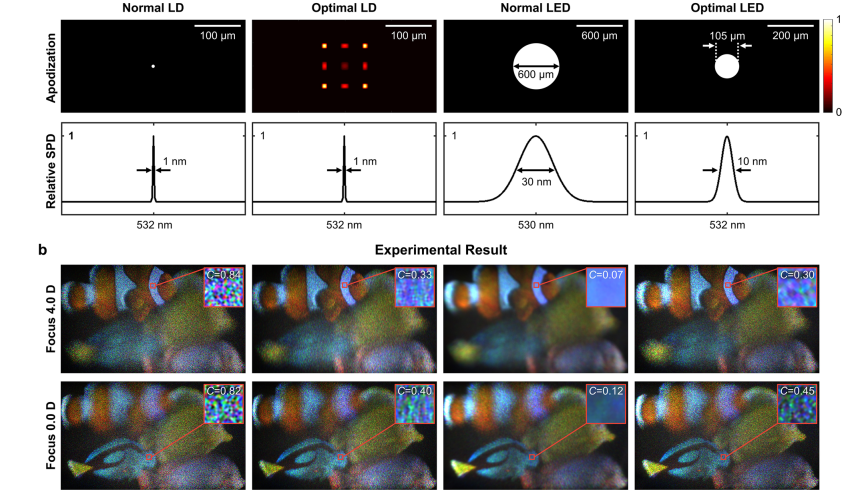 Normal LD
Optimal LD
Normal LED
Optimal LED
Apodization
100 μm
100 μm
600 μm
600 μm
200 μm
105 μm
1
0
Relative SPD
1
1 nm
532 nm
1
1 nm
532 nm
1
30 nm
530 nm
1
10 nm
532 nm
b
Experimental Result
Focus 4.0 D
C=0.84
C=0.33
C=0.07
C=0.30
Focus 0.0 D
C=0.82
C=0.40
C=0.12
C=0.45